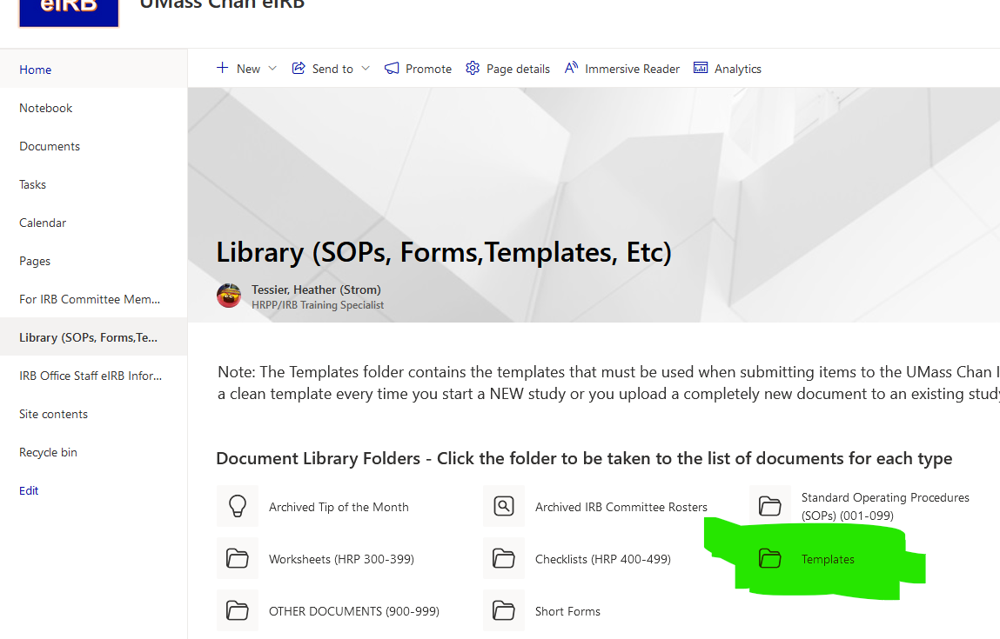 eIRB
UMass Chan eIRB
Home
Notebook
Documents
Tasks
Calendar
Pages
For IRB Committee Mem...
Library (SOPs, Forms,Te...
IRB Office Staff eIRB Infor...
Site contents
Recycle bin
Edit
New Send to Promote Page details Immersive Reader Analytics
Library (SOPs, Forms,Templates, Etc)
Tessier, Heather (Strom)
HRPP/IRB Training Specialist
Note: The Templates folder contains the templates that must be used when submitting items to the UMass Chan I
a clean template every time you start a NEW study or you upload a completely new document to an existing study
Document Library Folders - Click the folder to be taken to the list of documents for each type
Archived Tip of the Month
Archived IRB Committee Rosters
Standard Operating Procedures
(SOPs) (001-099)
Worksheets (HRP 300-399)
Checklists (HRP 400-499)
Templates
OTHER DOCUMENTS (900-999)
Short Forms